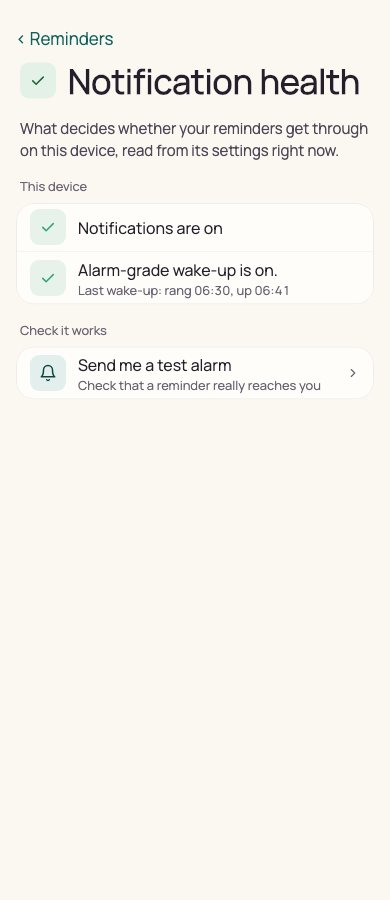 Reminders
Notification health
What decides whether your reminders get through
on this device, read from its settings right now.
This device
Notifications are on
Alarm-grade wake-up is on.
Last wake-up: rang 06:30, up 06:41
Check it works
Send me a test alarm
Check that a reminder really reaches you